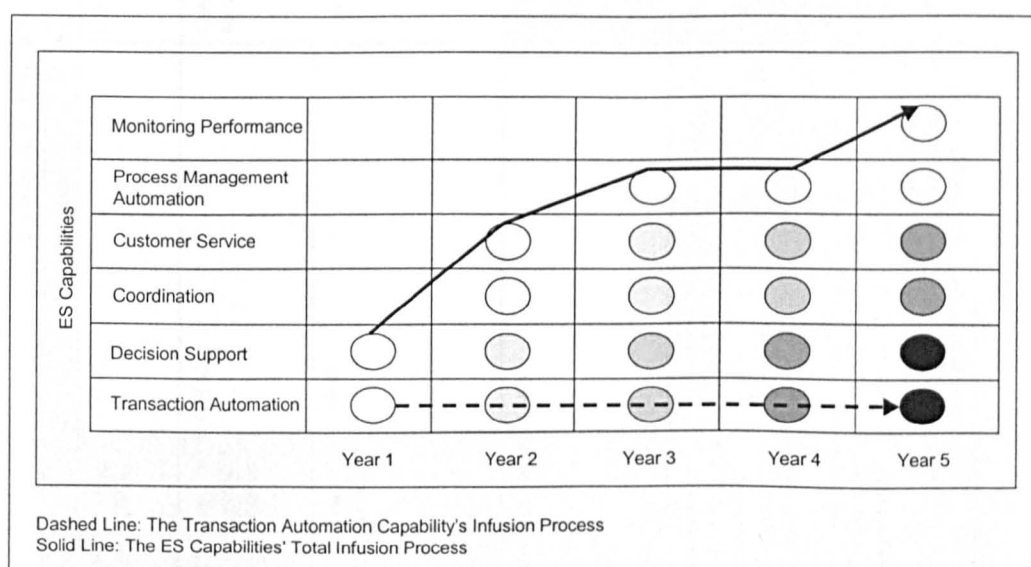 Monitoring Performance
Process Management
Automation
Customer Service
Coordination
Decision Support
Transaction Automation
ES Capabilities
Year 1 Year 2 Year 3 Year 4 Year 5
Dashed Line: The Transaction Automation Capability's Infusion Process
Solid Line: The ES Capabilities' Total Infusion Process